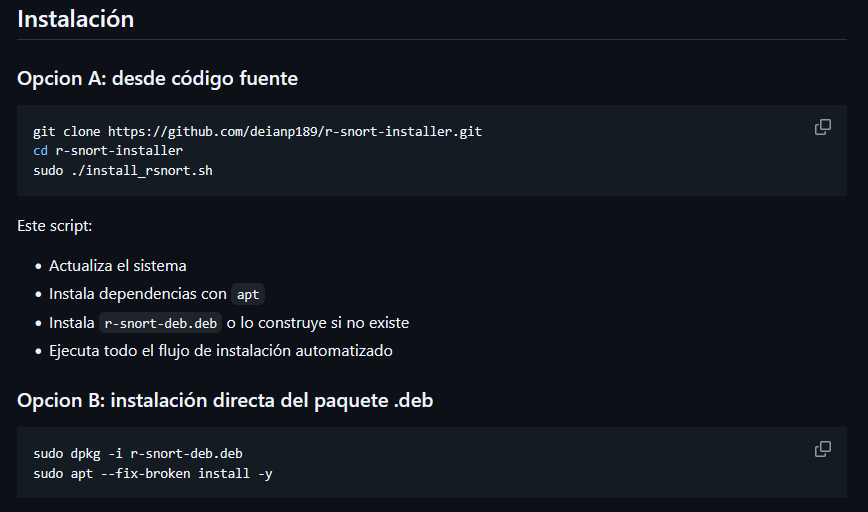 Instalación
Opcion A: desde código fuente
git clone https://github.com/deianp189/r-snort-installer.git
cd r-snort-installer
sudo ./install_rsnort.sh
Este script:
• Actualiza el sistema
• Instala dependencias con apt
• Instala r-snort-deb.deb o lo construye si no existe
• Ejecuta todo el flujo de instalación automatizado
Opcion B: instalación directa del paquete .deb
sudo dpkg -i r-snort-deb.deb
sudo apt --fix-broken install -y